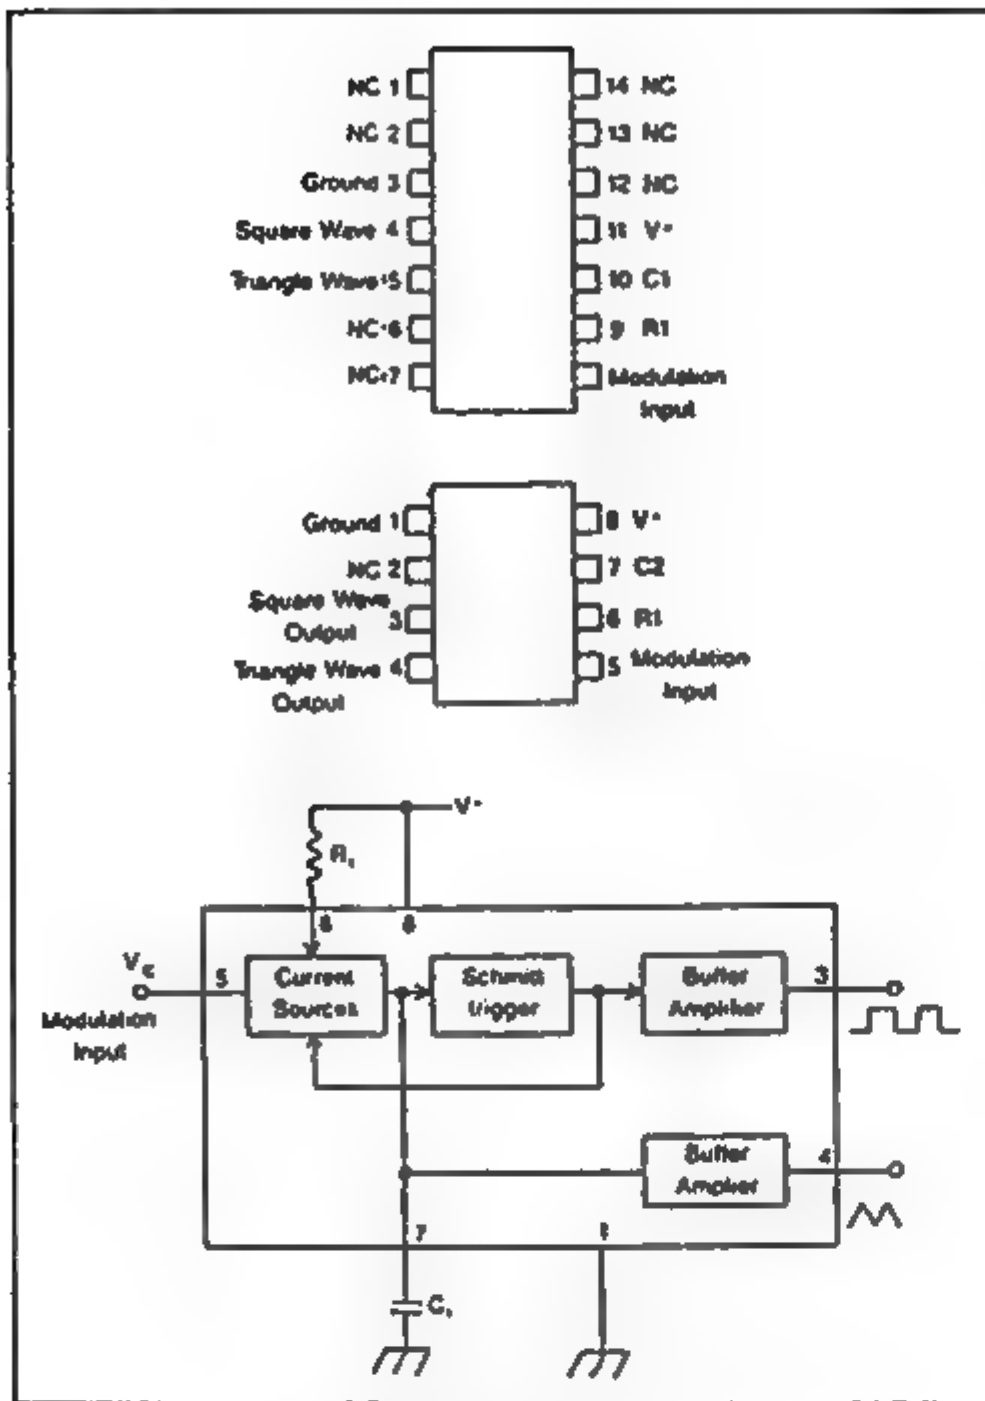 NC 1
14 NC
NC 2
13 NC
Ground 3
12 NC
Square Wave 4
11 V+
Triangle Wave 5
10 C1
NC 6
9 R1
NC 7
Modulation
Input
Ground 1
8 V+
NC 2
7 C2
Square Wave
Output
3
6 R1
Triangle Wave 4
Output
5 Modulation
Input
V+
R₁
6
8
Vc
5
Modulation
Input
Current
Sources
Schmitt
trigger
Buffer
Amplifier
3
Buffer
Amplier
4
7
1
C₁